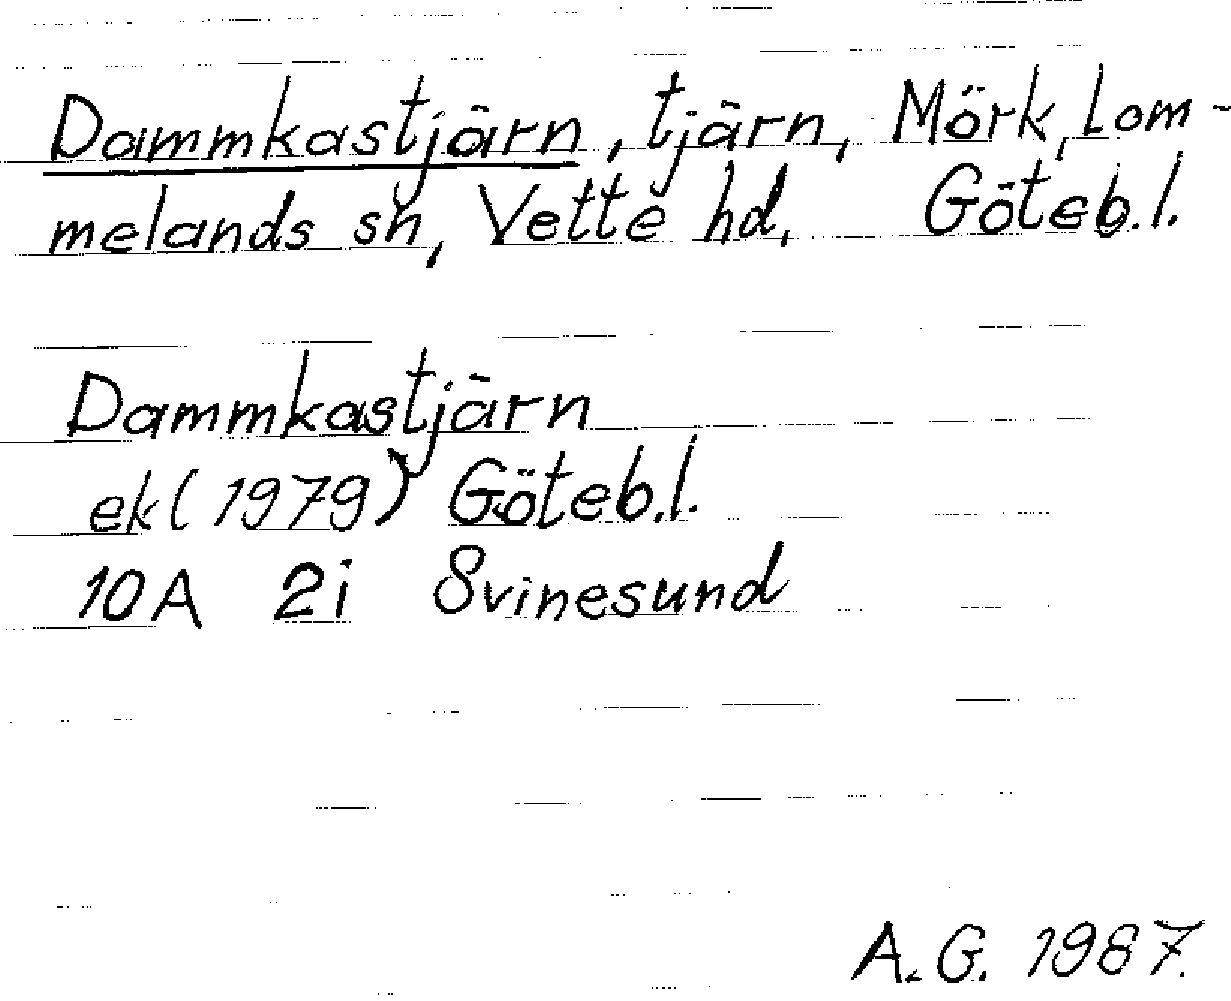 Dammkastjärn, tjärn, Mörk, Lom-
melands sn, Vette hd, Göteb.l.
Dammkastjärn
ek (1979) Göteb.l.
10A 2i Svinesund
A.G. 1987.